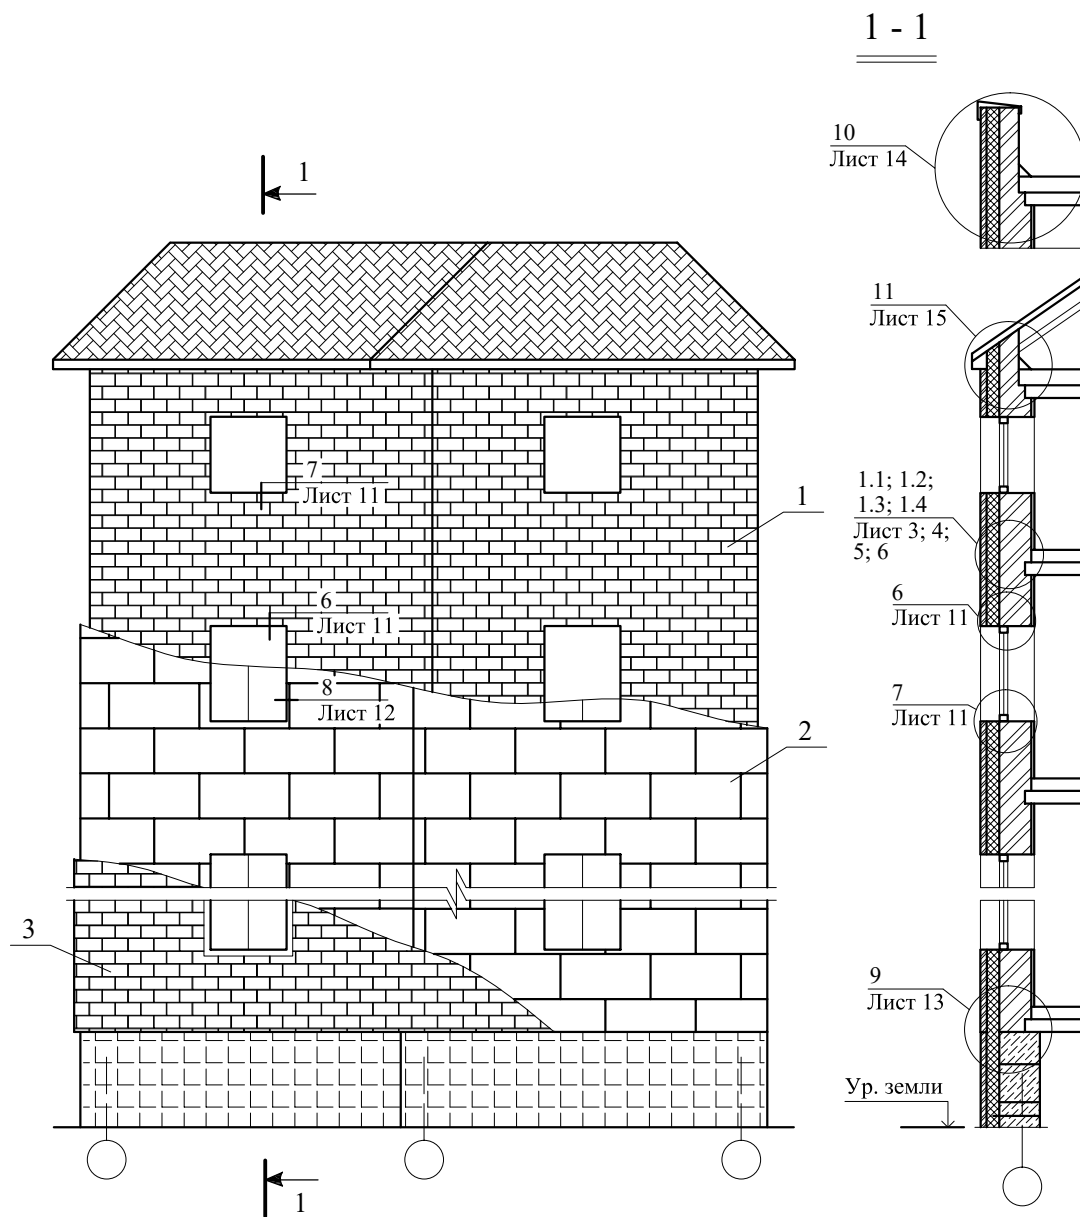 1 - 1
10
Лист 14
1
11
Лист 15
7
Лист 11
1
1.1; 1.2;
1.3; 1.4
Лист 3; 4;
5; 6
6
Лист 11
6
Лист 11
8
Лист 12
7
Лист 11
2
3
9
Лист 13
Ур. земли
1